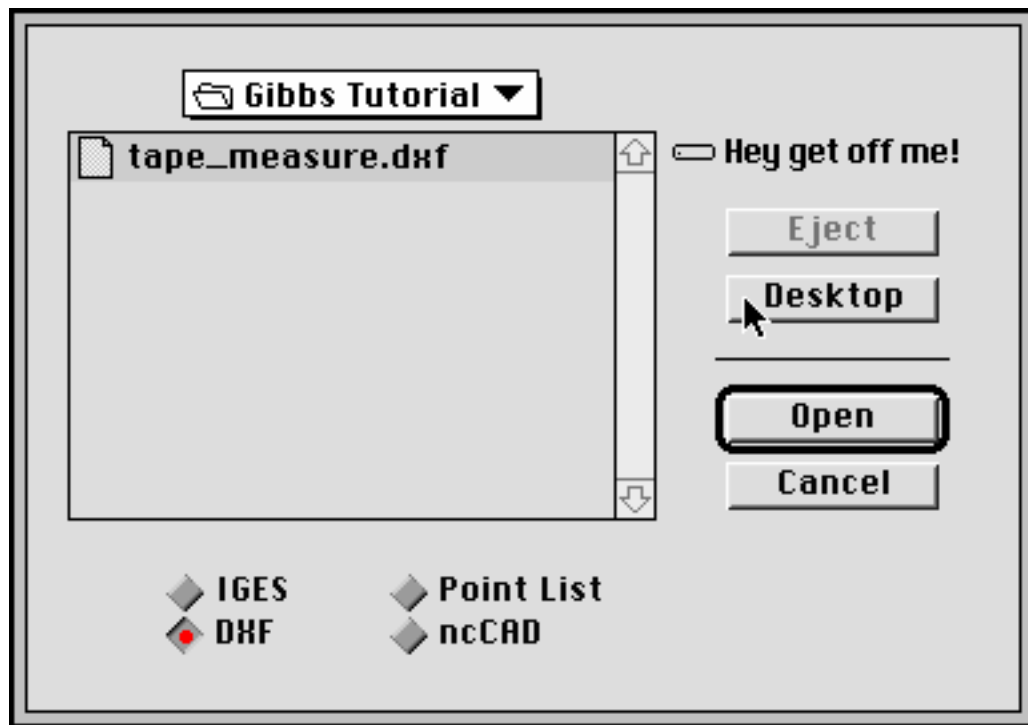 Gibbs Tutorial
tape_measure.dxf
Hey get off me!
Eject
Desktop
Open
Cancel
IGES
Point List
DXF
ncCAD